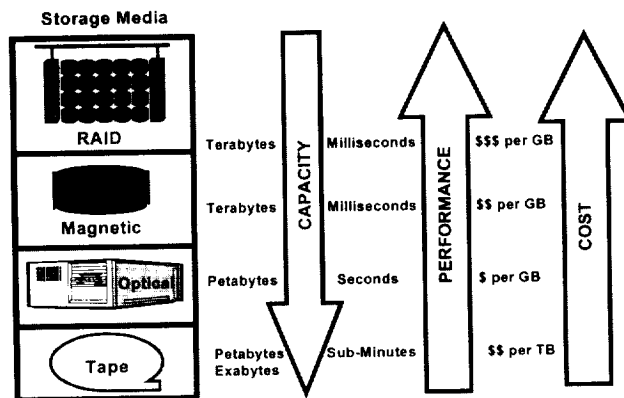 Storage Media
RAID
Terabytes
Milliseconds
$$$ per GB
Magnetic
Terabytes
Milliseconds
$$ per GB
Optical
Petabytes
Seconds
$ per GB
Tape
Petabytes
Exabytes
Sub-Minutes
$$ per TB
CAPACITY
PERFORMANCE
COST